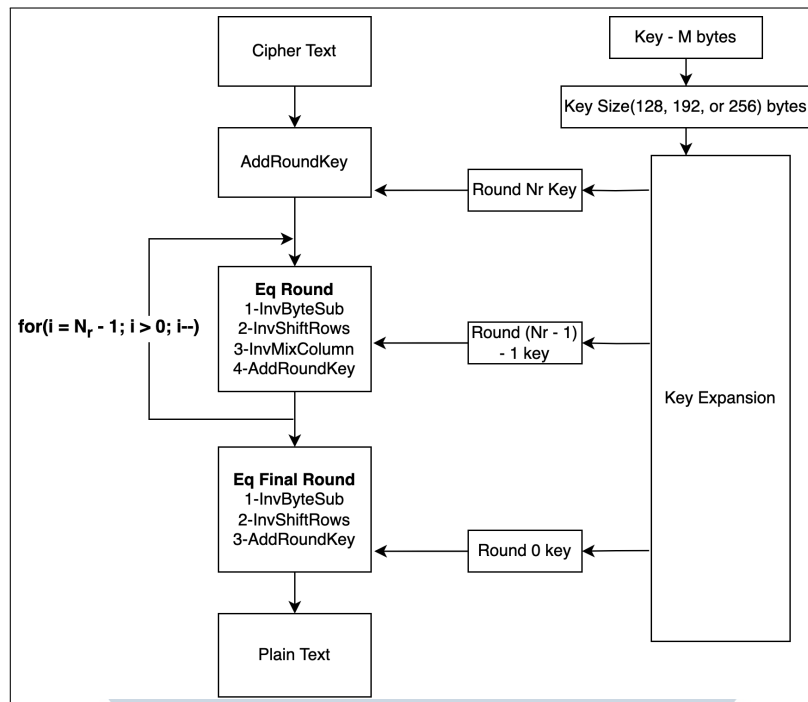 Cipher Text
Key - M bytes
Key Size(128, 192, or 256) bytes
AddRoundKey
Round Nr Key
for(i = Nr - 1; i > 0; i--)
Eq Round
1-InvByteSub
2-InvShiftRows
3-InvMixColumn
4-AddRoundKey
Round (Nr - 1)
- 1 key
Key Expansion
Eq Final Round
1-InvByteSub
2-InvShiftRows
3-AddRoundKey
Round 0 key
Plain Text